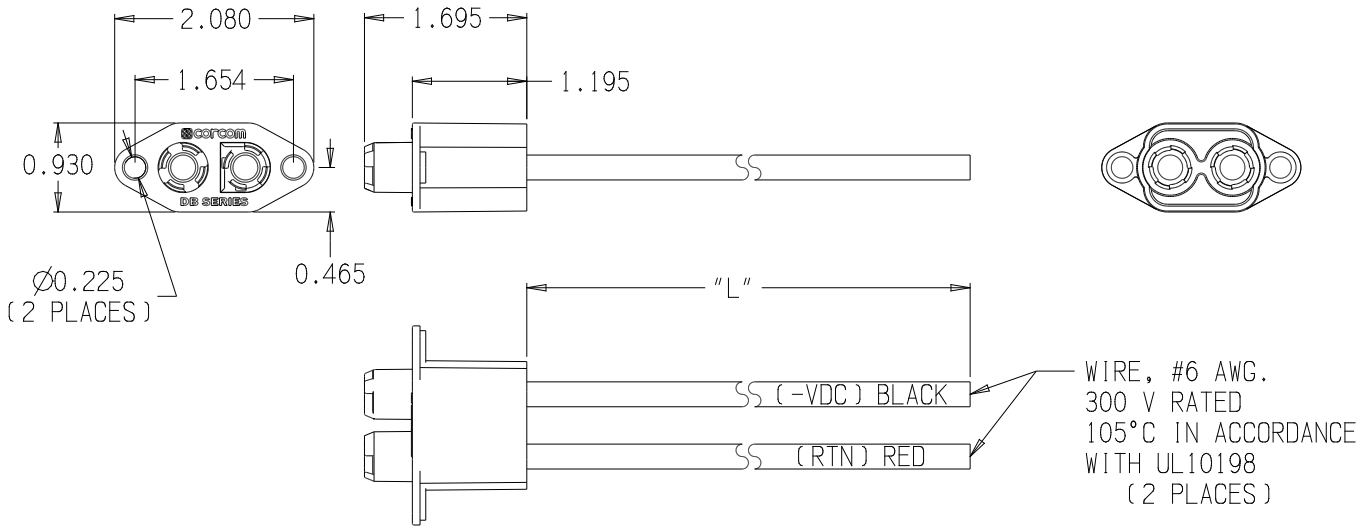 2.080
1.695
1.654
1.195
corcom
0.930
DB SERIES
0.465
Ø0.225
(2 PLACES)
"L"
(-VDC) BLACK
(RTN) RED
WIRE, #6 AWG.
300 V RATED
105°C IN ACCORDANCE
WITH UL10198
(2 PLACES)